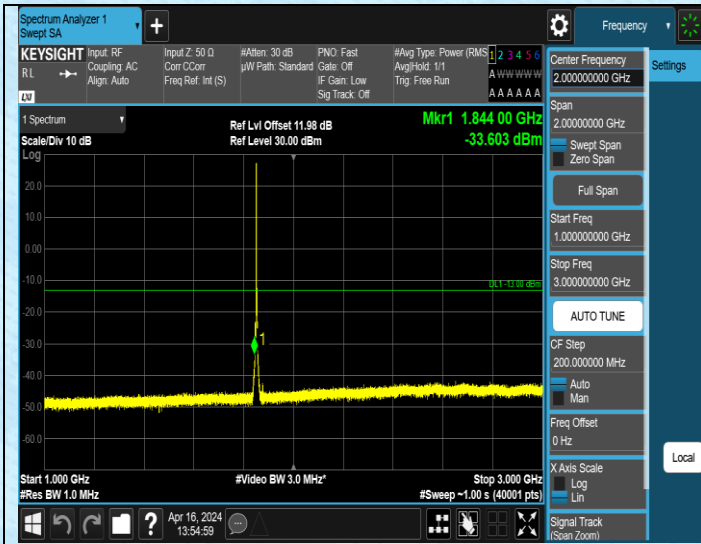 Spectrum Analyzer 1
Swept SA
+
Frequency
KEYSIGHT
RL
LXI
Input: RF
Coupling: AC
Align: Auto
Input Z: 50 Ω
Corr CCorr
Freq Ref: Int (S)
#Atten: 30 dB
µW Path: Standard
PNO: Fast
Gate: Off
IF Gain: Low
Sig Track: Off
#Avg Type: Power (RMS
Avg|Hold: 1/1
Trig: Free Run
1 2 3 4 5 6
A W W W W W
A A A A A A
Center Frequency
2.000000000 GHz
Settings
Span
2.00000000 GHz
Swept Span
Zero Span
Full Span
Start Freq
1.000000000 GHz
Stop Freq
3.000000000 GHz
AUTO TUNE
CF Step
200.000000 MHz
Auto
Man
Freq Offset
0 Hz
X Axis Scale
Log
Lin
Local
Signal Track
(Span Zoom)
1 Spectrum
Scale/Div 10 dB
Log
Ref Lvl Offset 11.98 dB
Ref Level 30.00 dBm
Mkr1 1.844 00 GHz
-33.603 dBm
20.0
10.0
0.00
-10.0
DL1 -13.00 dBm
-20.0
1
-30.0
-40.0
-50.0
-60.0
Start 1.000 GHz
#Res BW 1.0 MHz
#Video BW 3.0 MHz*
Stop 3.000 GHz
#Sweep ~1.00 s (40001 pts)
?
Apr 16, 2024
13:54:59